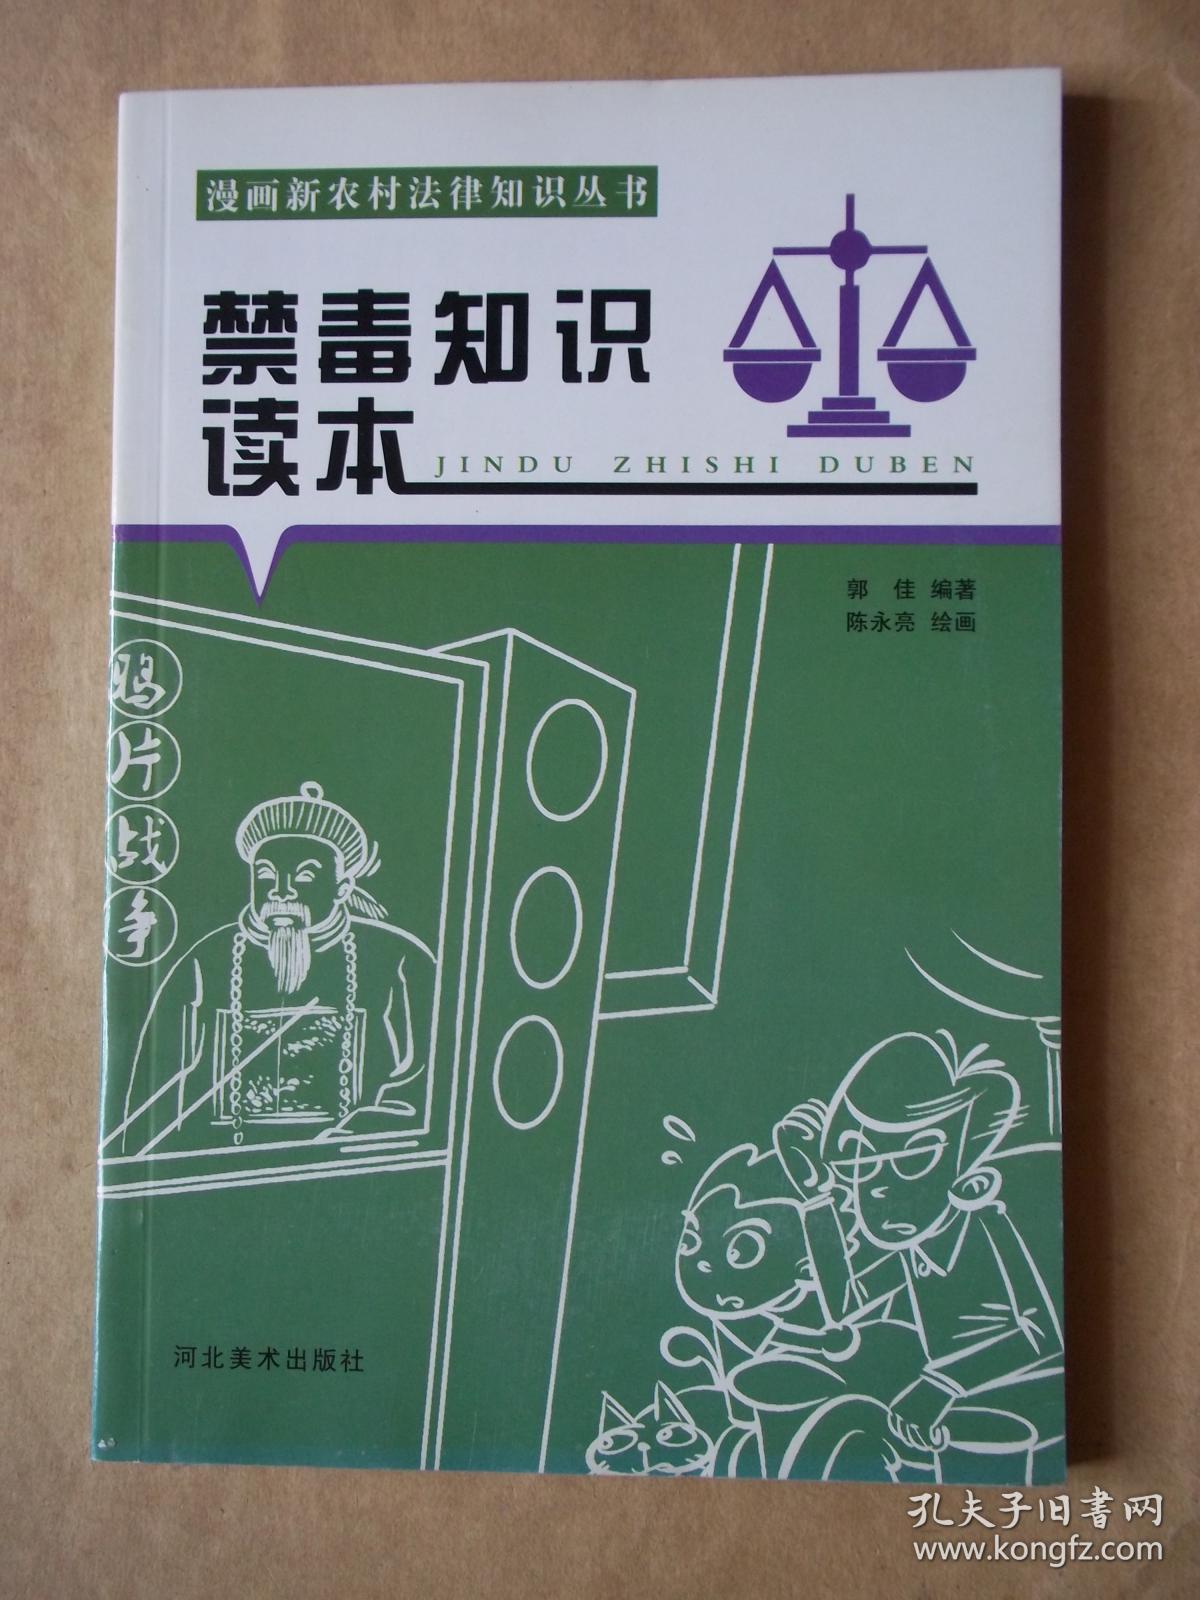 漫画新农村法律知识丛书
禁毒知识
读本
JINDU ZHISHI DUBEN
郭 佳 编著
陈永亮 绘画
鸦片战争
河北美术出版社
孔夫子旧书网
www.kongfz.com